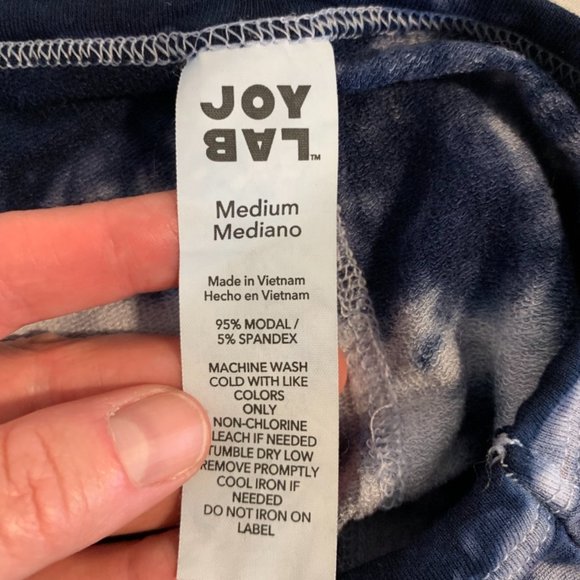 JOY
LAB™
Medium
Mediano
Made in Vietnam
Hecho en Vietnam
95% MODAL /
5% SPANDEX
MACHINE WASH
COLD WITH LIKE
COLORS
ONLY
NON-CHLORINE
LEACH IF NEEDED
TUMBLE DRY LOW
REMOVE PROMPTLY
COOL IRON IF
NEEDED
DO NOT IRON ON
LABEL